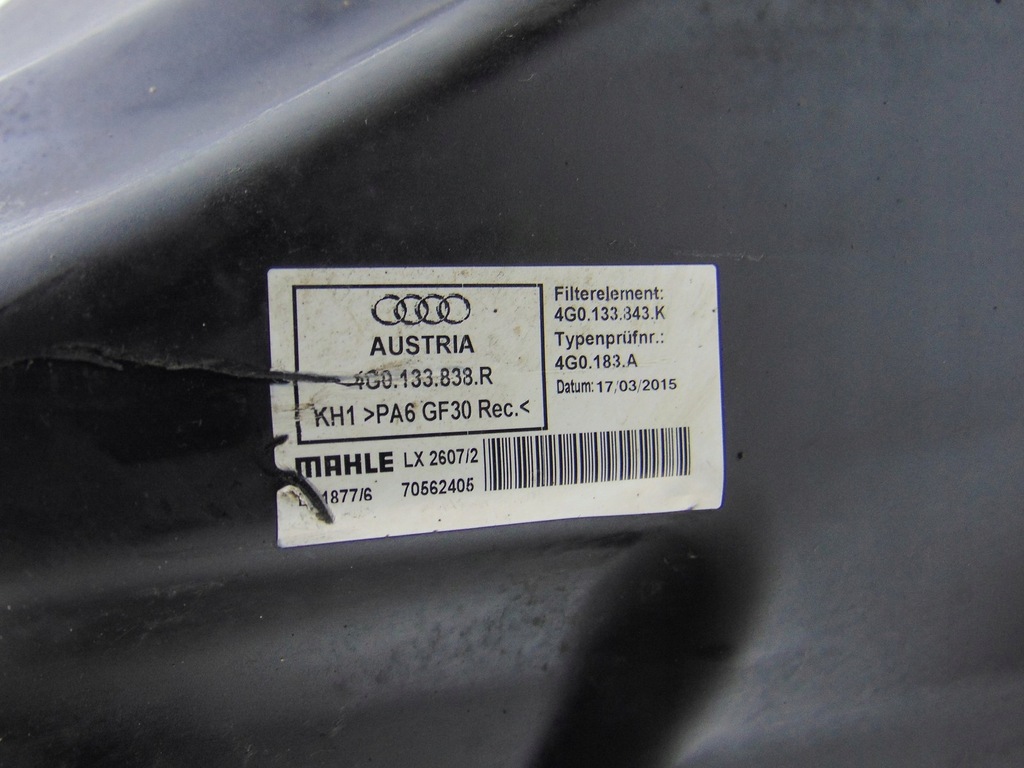 AUSTRIA
4G0.133.838.R
KH1 >PA6 GF30 Rec.<
Filterelement:
4G0.133.843.K
Typenprüfnr.:
4G0.183.A
Datum: 17/03/2015
MAHLE LX 2607/2
1877/6 70562405